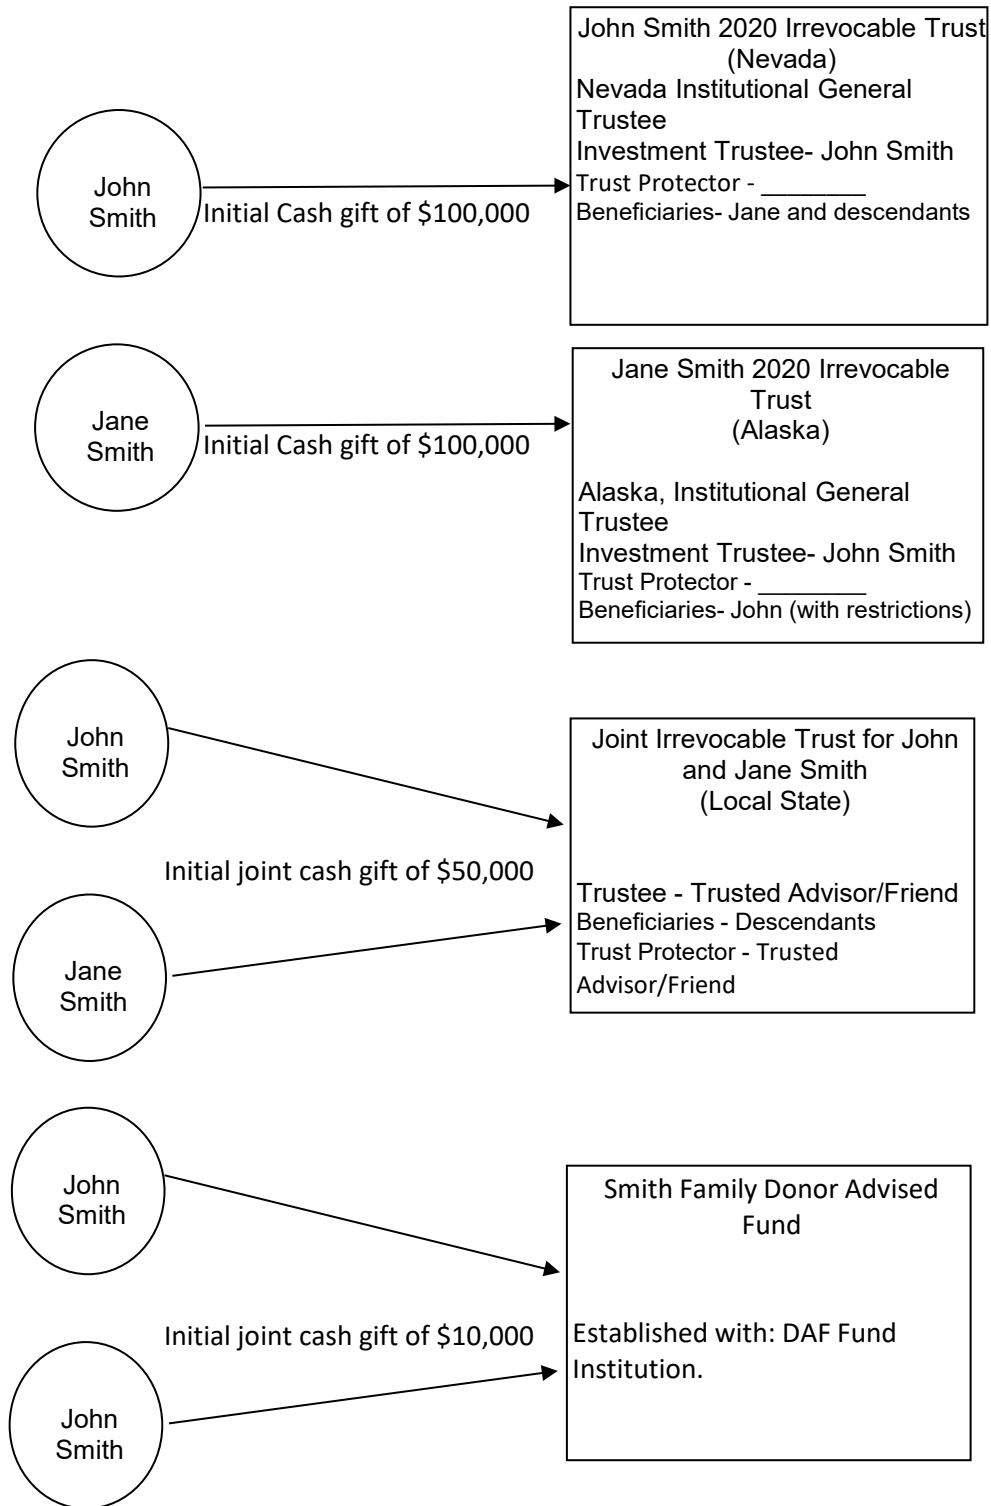 John Smith 2020 Irrevocable Trust
(Nevada)
Nevada Institutional General
Trustee
Investment Trustee- John Smith
Trust Protector - ________
Beneficiaries- Jane and descendants
John
Smith
Initial Cash gift of $100,000
Jane Smith 2020 Irrevocable
Trust
(Alaska)
Alaska, Institutional General
Trustee
Investment Trustee- John Smith
Trust Protector - ________
Beneficiaries- John (with restrictions)
Jane
Smith
Initial Cash gift of $100,000
John
Smith
Joint Irrevocable Trust for John
and Jane Smith
(Local State)
Initial joint cash gift of $50,000
Trustee - Trusted Advisor/Friend
Beneficiaries - Descendants
Trust Protector - Trusted
Advisor/Friend
Jane
Smith
John
Smith
Smith Family Donor Advised
Fund
Initial joint cash gift of $10,000
Established with: DAF Fund
Institution.
John
Smith